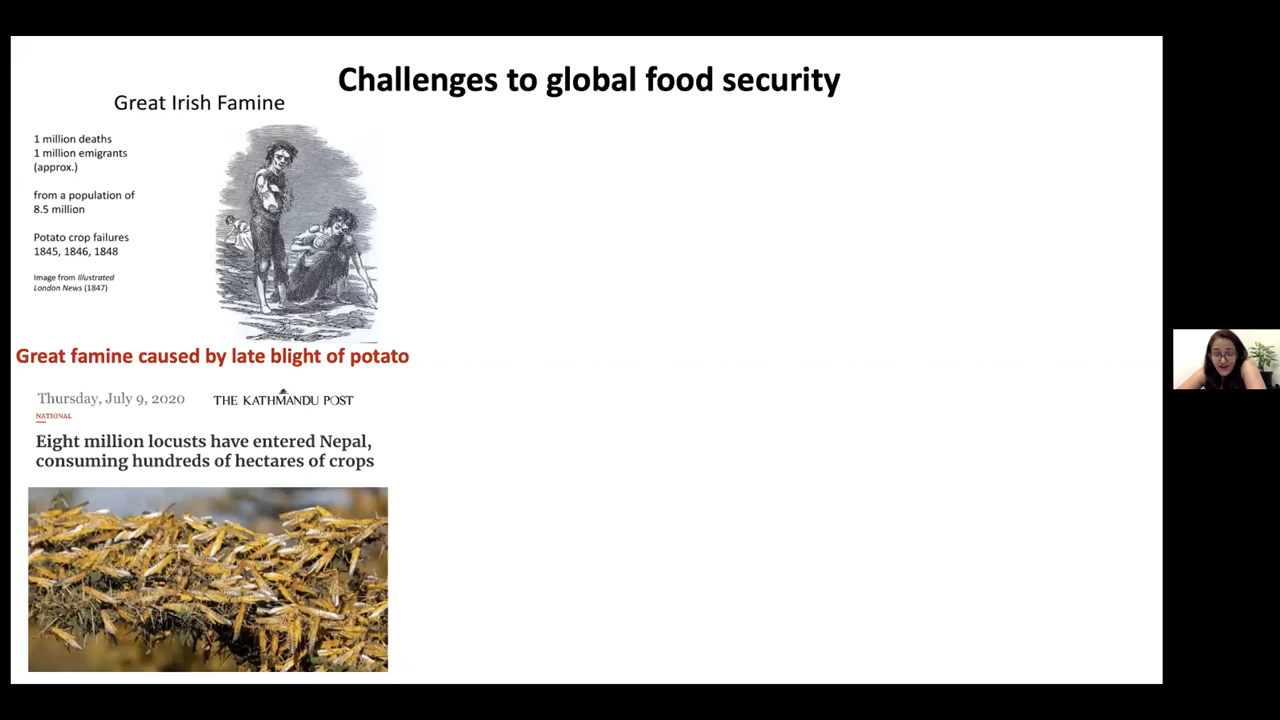 Challenges to global food security
Great Irish Famine
1 million deaths
1 million emigrants
(approx.)
from a population of
8.5 million
Potato crop failures
1845, 1846, 1848
Image from Illustrated
London News (1847)
Great famine caused by late blight of potato
Thursday, July 9, 2020
THE KATHMANDU POST
NATIONAL
Eight million locusts have entered Nepal,
consuming hundreds of hectares of crops